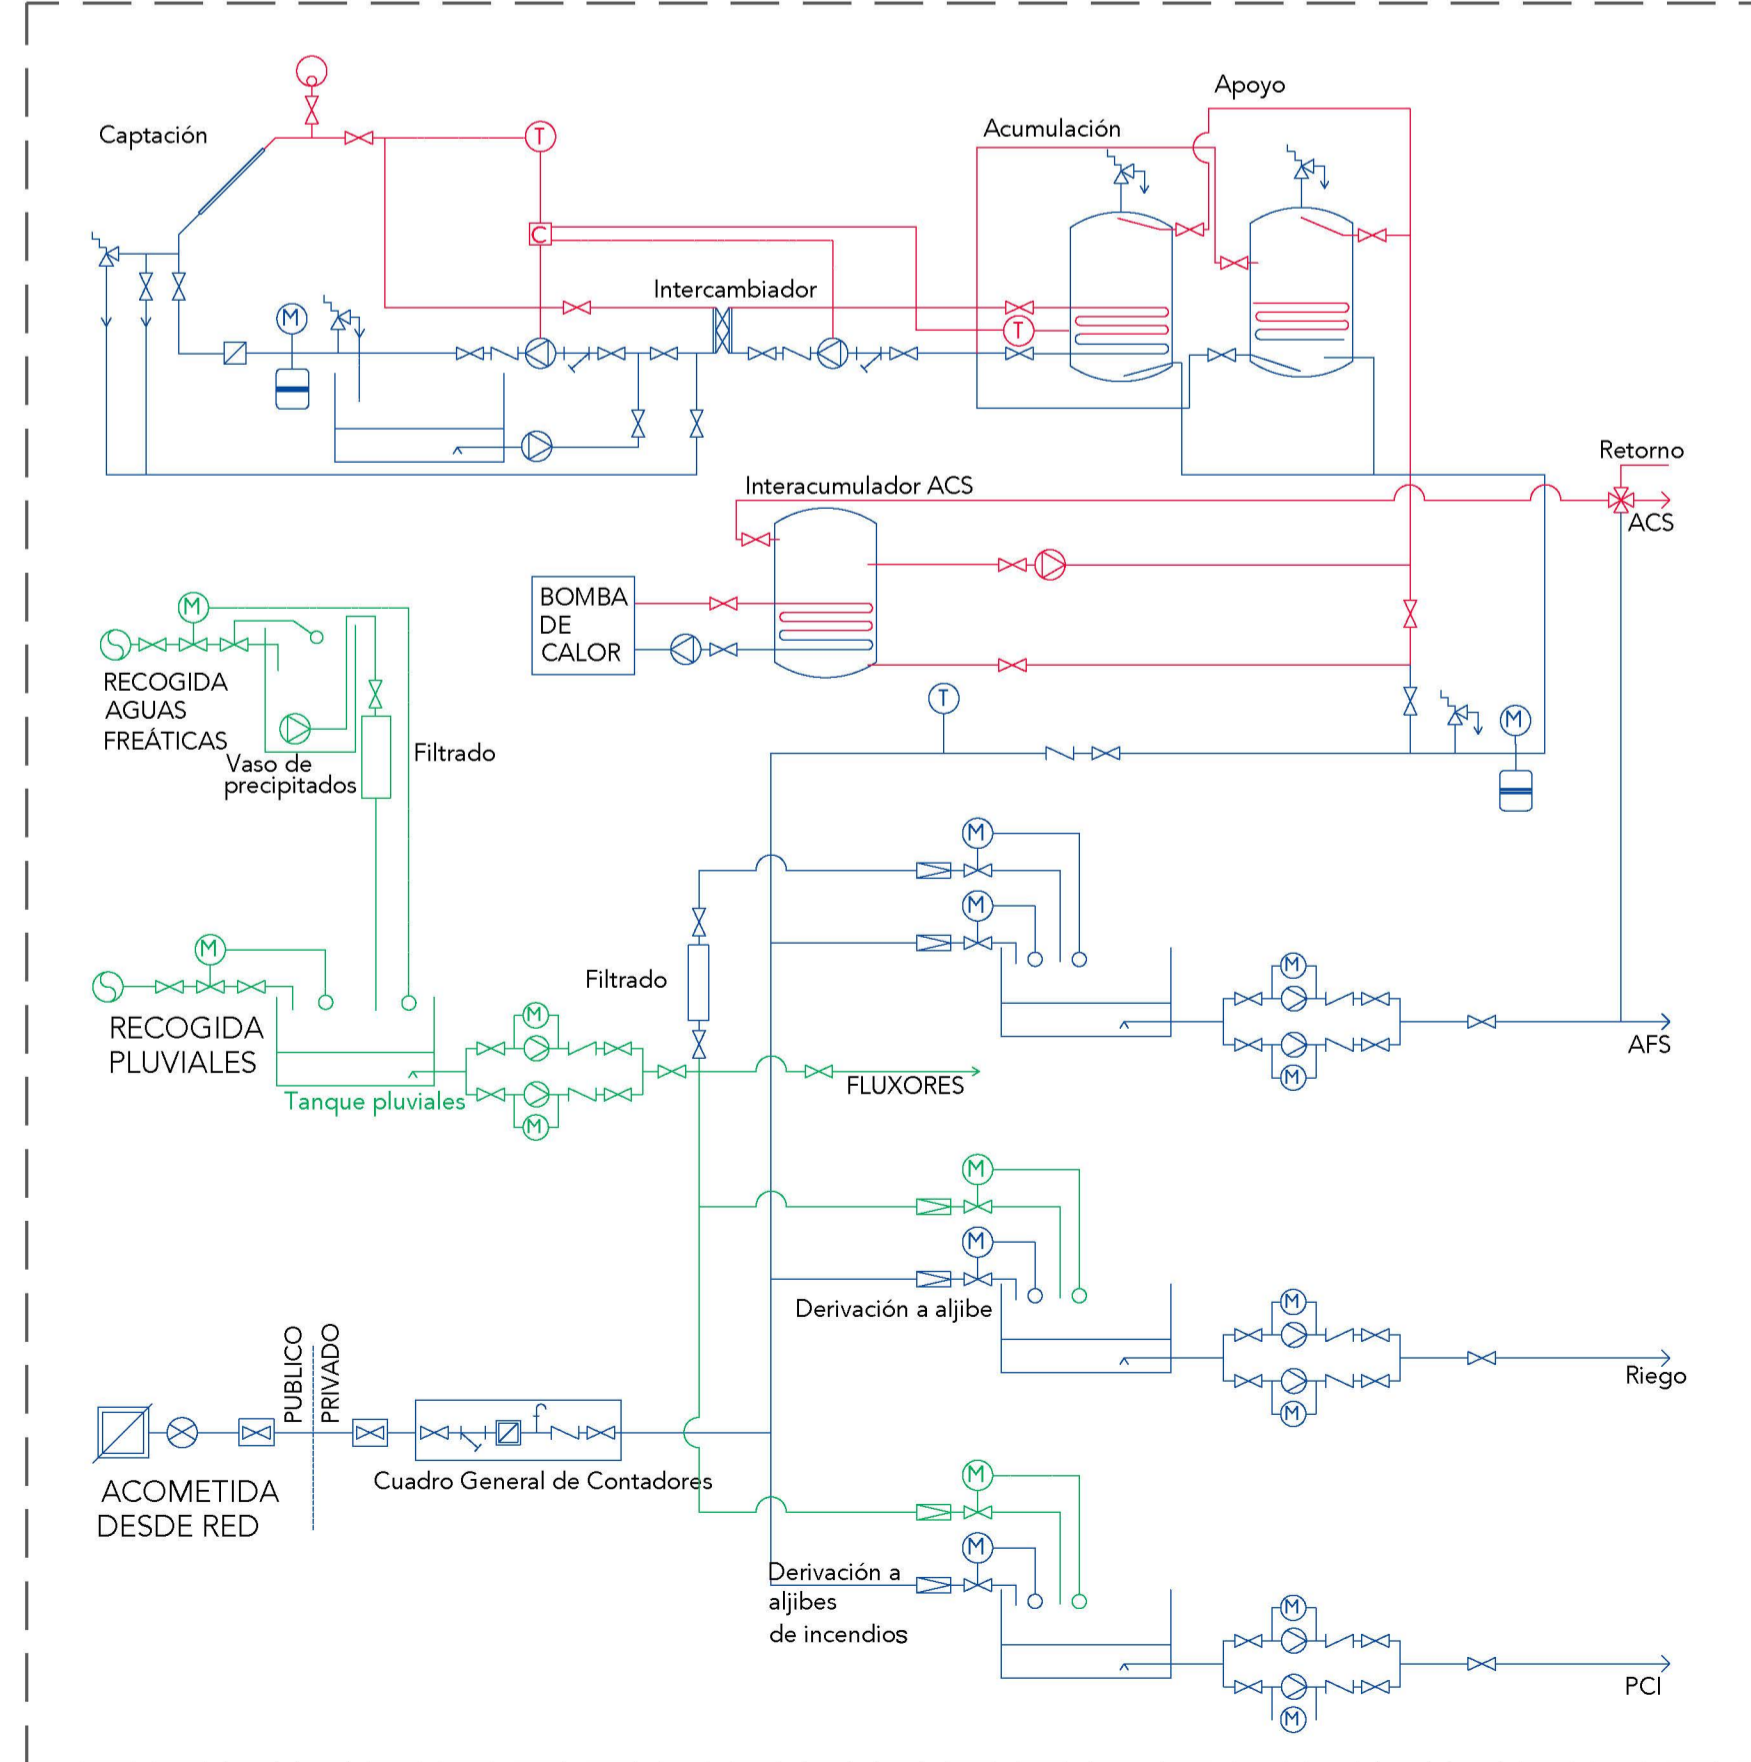 Captación
T
C
Intercambiador
Apoyo
Acumulación
M
T
Retorno
ACS
Interacumulador ACS
BOMBA
DE
CALOR
M
RECOGIDA
AGUAS
FREÁTICAS
Vaso de
precipitados
Filtrado
T
M
M
M
M
RECOGIDA
PLUVIALES
Tanque pluviales
M
M
Filtrado
FLUXORES
M
M
AFS
M
M
Derivación a aljibe
M
M
Riego
PUBLICO
PRIVADO
ACOMETIDA
DESDE RED
Cuadro General de Contadores
M
M
Derivación a
aljibes
de incendios
M
M
PCI